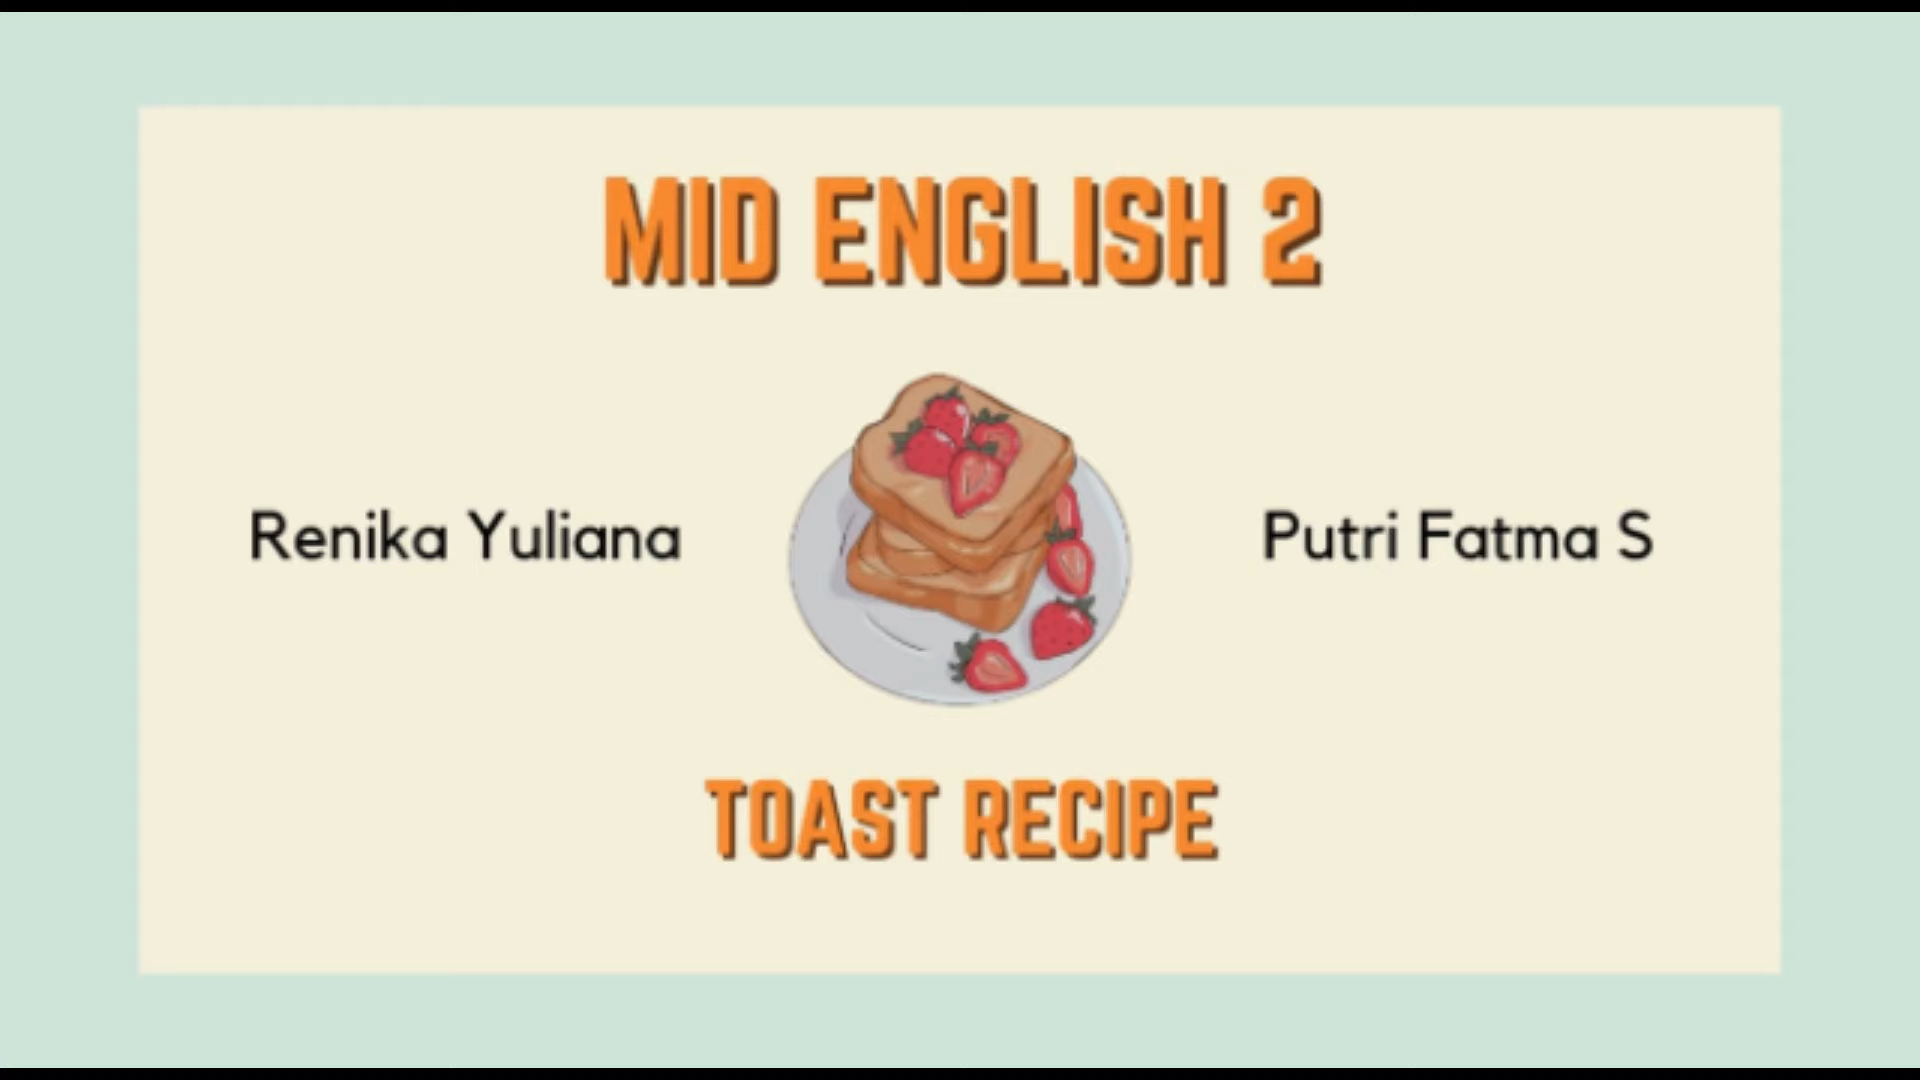 MID ENGLISH 2
Renika Yuliana
Putri Fatma S
TOAST RECIPE